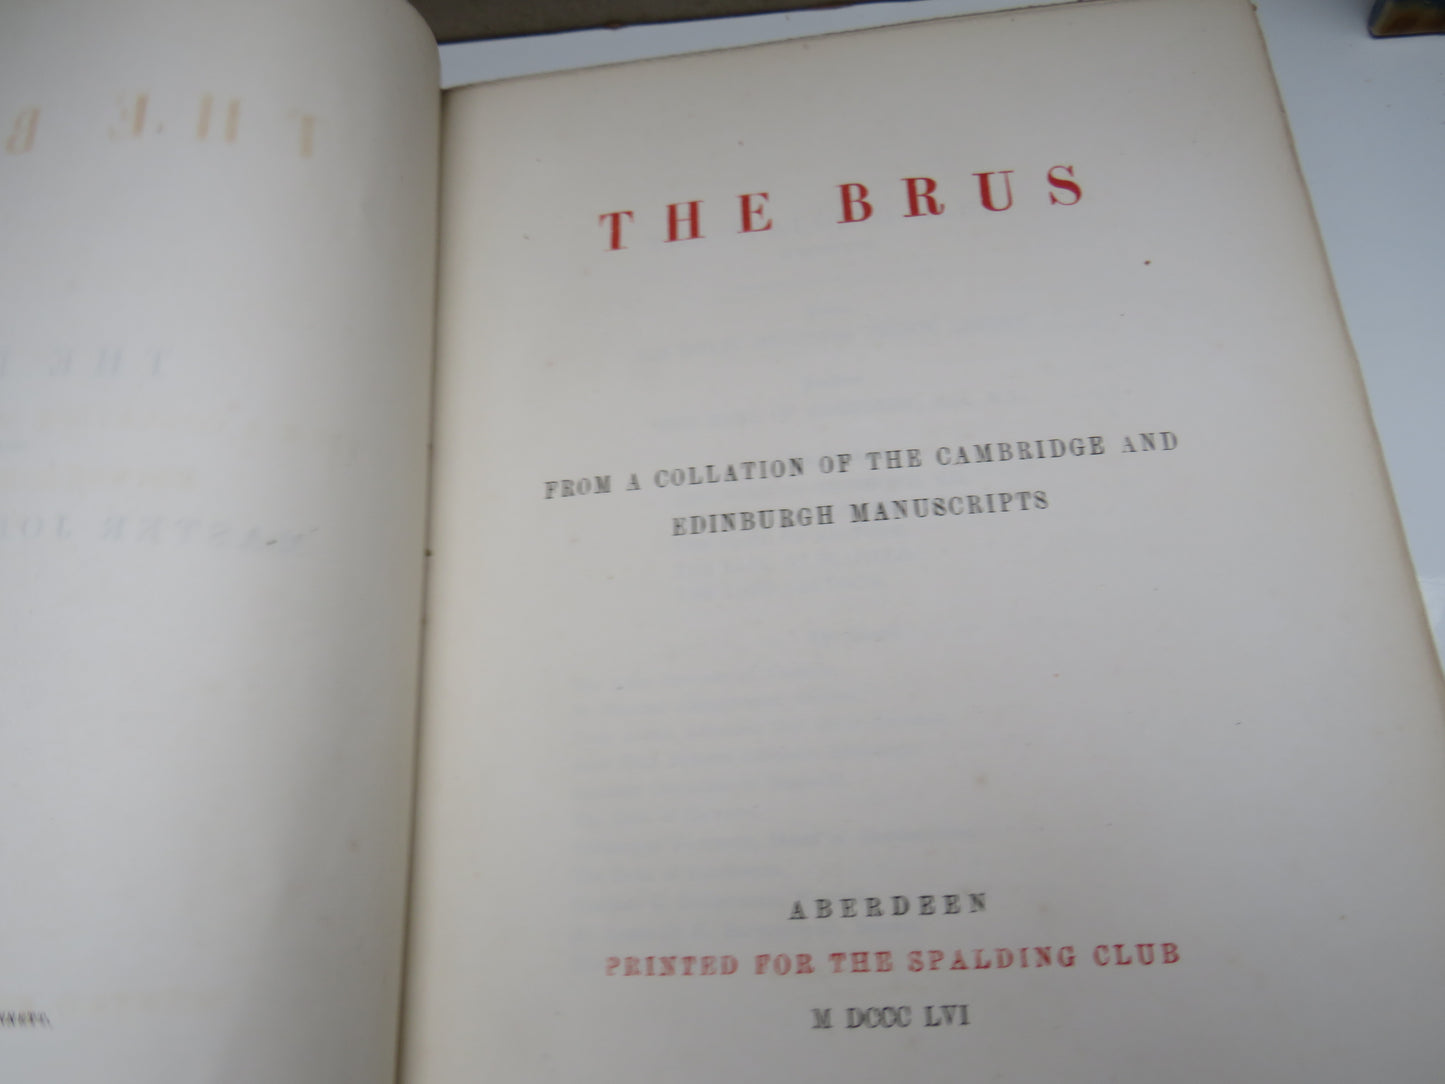 THE BRUS
FROM A COLLATION OF THE CAMBRIDGE AND
EDINBURGH MANUSCRIPTS
ABERDEEN
PRINTED FOR THE SPALDING CLUB
M DCCC LVI